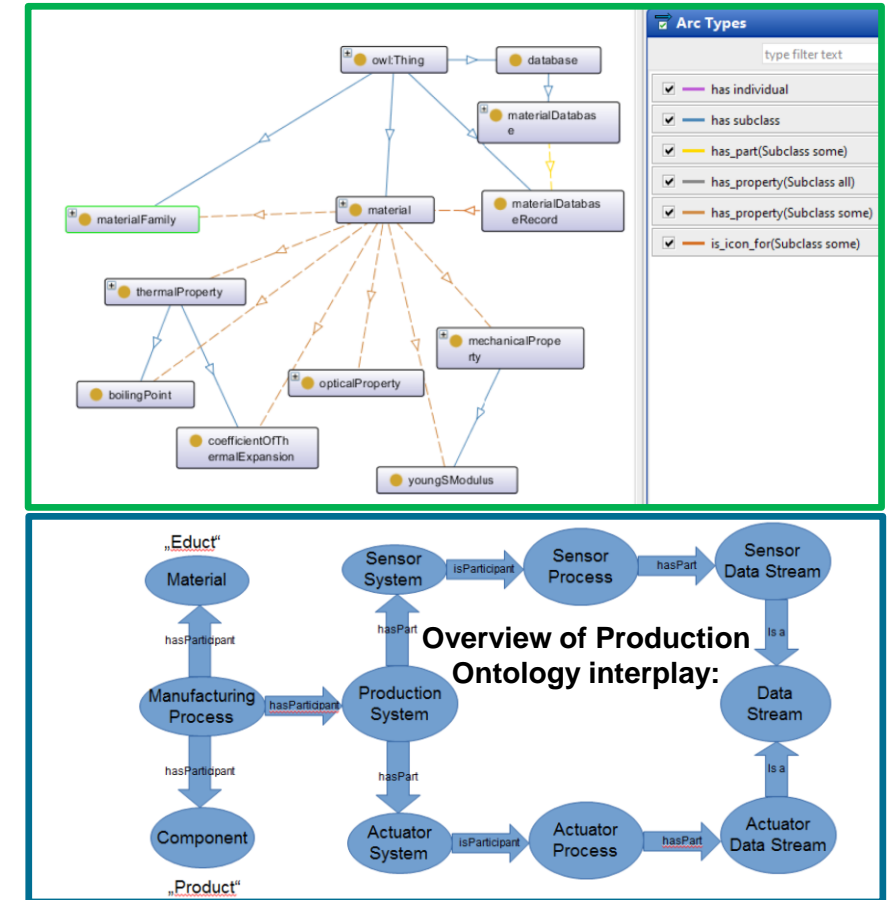 owl:Thing
database
materialDatabas
e
materialFamily
material
materialDatabas
eRecord
thermalProperty
mechanicalPrope
rty
boilingPoint
opticalProperty
coefficientOfTh
ermalExpansion
youngSModulus
Arc Types
type filter text
has individual
has subclass
has_part(Subclass some)
has_property(Subclass all)
has_property(Subclass some)
is_icon_for(Subclass some)
„Educt“
Material
Sensor
System
isParticipant
Sensor
Process
hasPart
Sensor
Data Stream
hasParticipant
hasPart
Is a
Overview of Production
Ontology interplay:
Manufacturing
Process
hasParticipant
Production
System
Data
Stream
hasParticipant
hasPart
Is a
Component
Actuator
System
isParticipant
Actuator
Process
hasPart
Actuator
Data Stream
„Product“